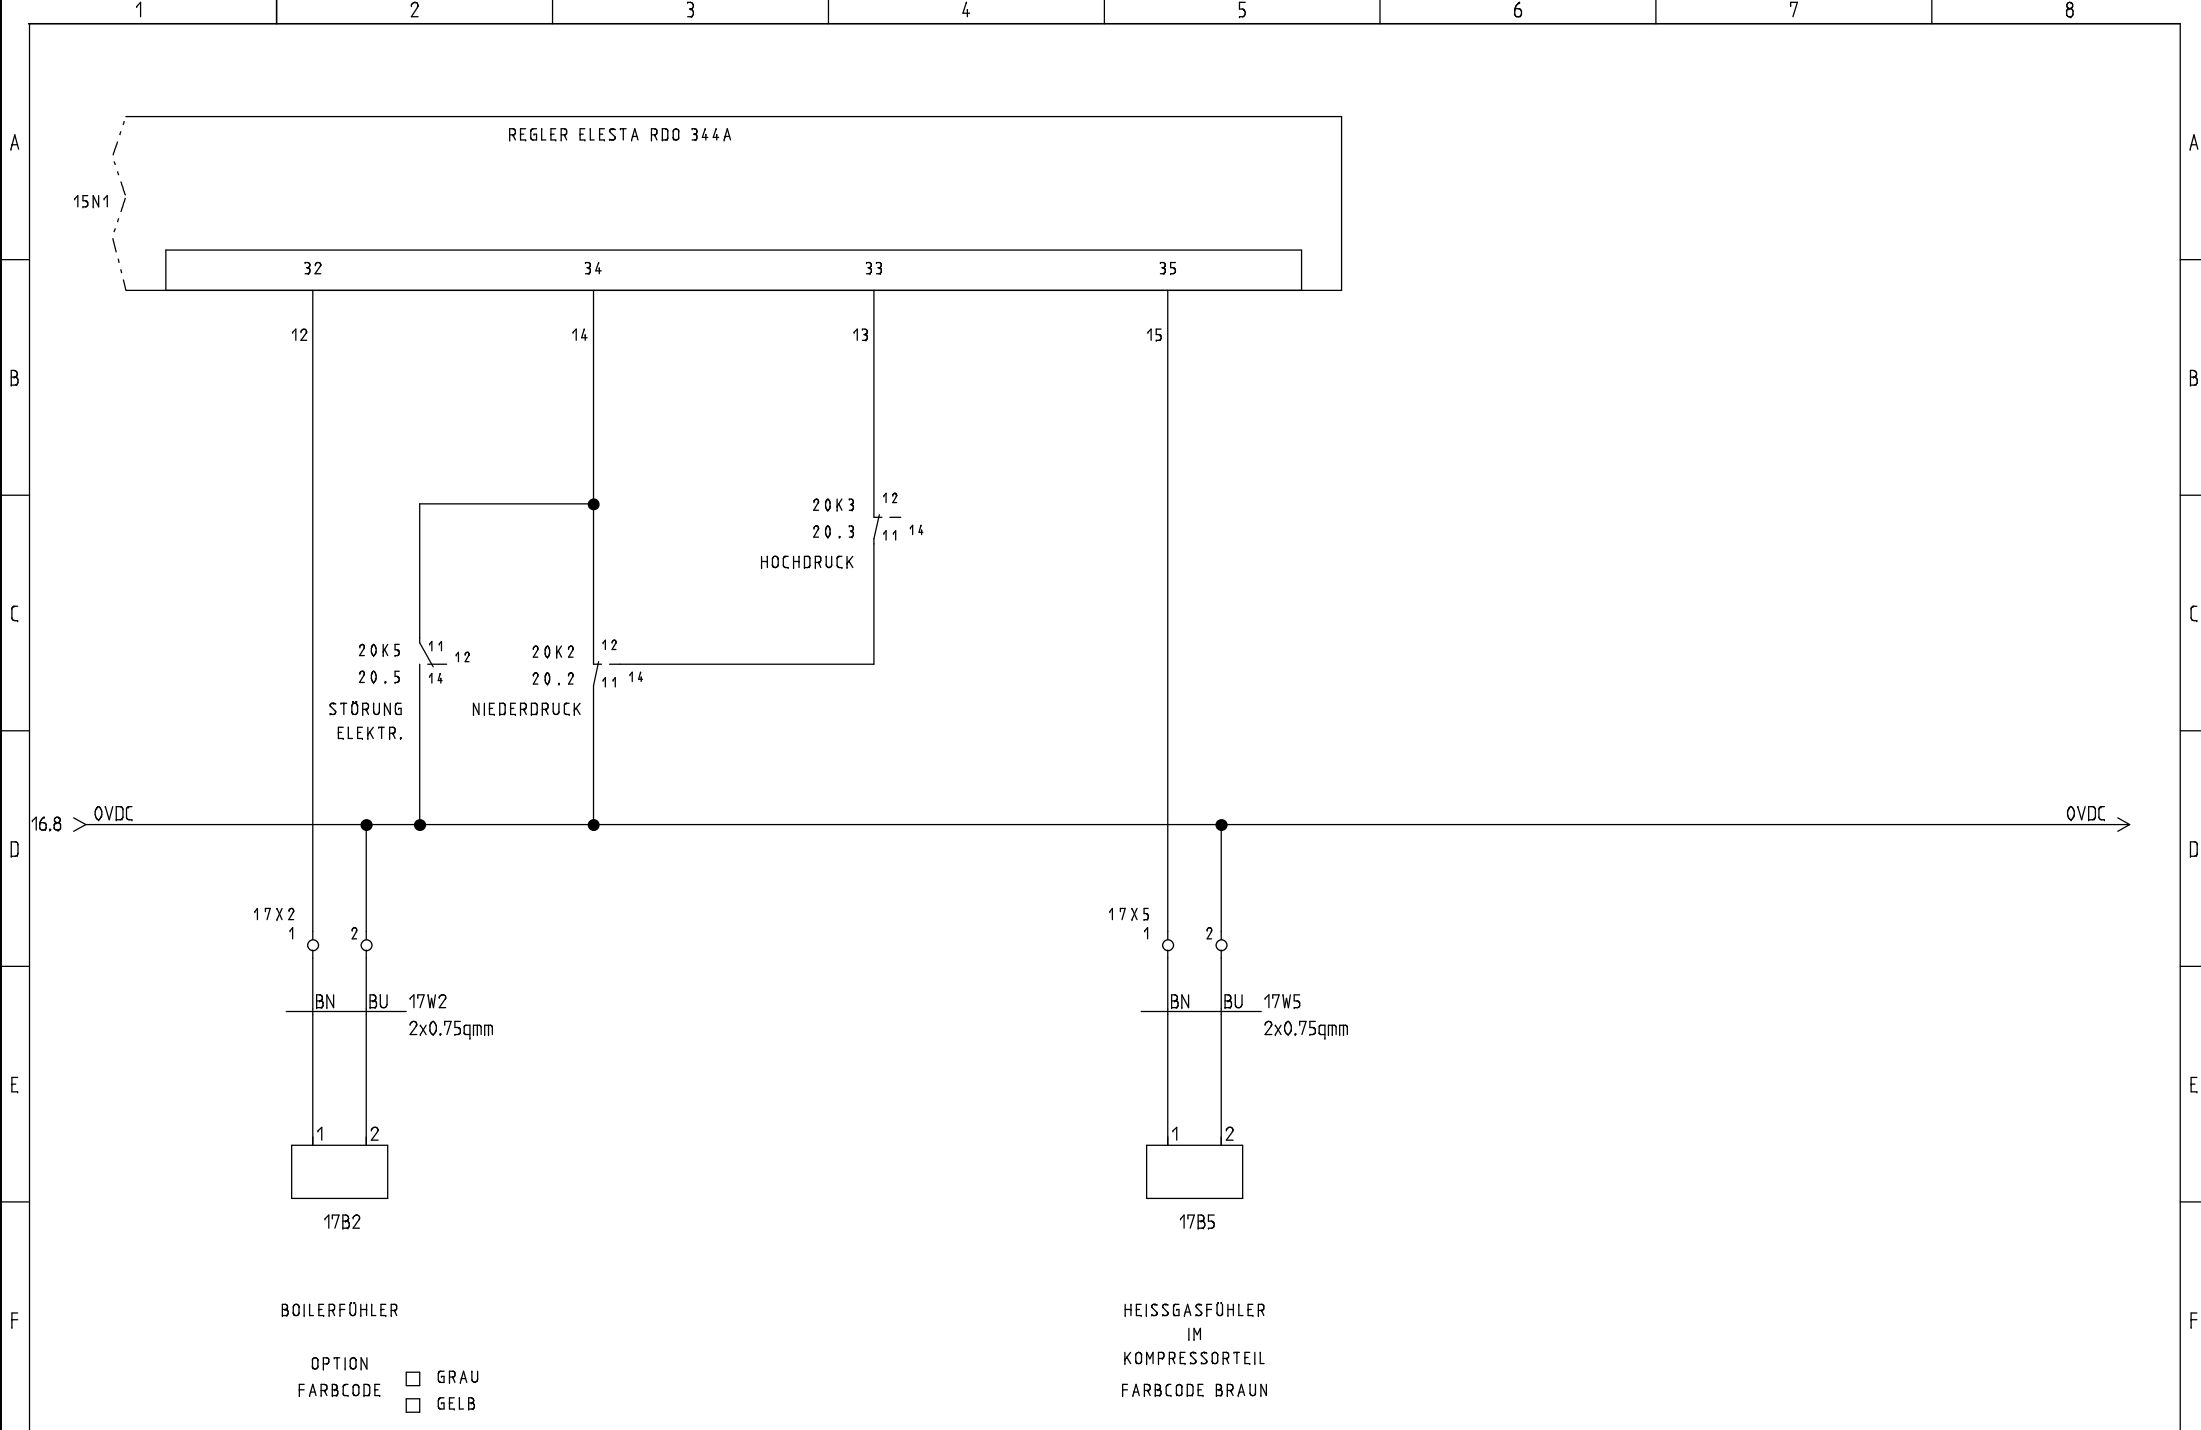 1 2 3 4 5 6 7 8
A A
REGLER ELESTA RDO 344A
15N1
32 34 33 35
12 14 13 15
B B
20K3 12
20.3 11 14
HOCHDRUCK
C C
20K5 11 12
20.5 14
STÖRUNG
ELEKTR.
20K2 12
20.2 11 14
NIEDERDRUCK
16.8 0VDC 0VDC
D D
17X2 17X5
1 2 1 2
BN BU 17W2 BN BU 17W5
2x0.75qmm 2x0.75qmm
E E
1 2 1 2
17B2 17B5
BOILERFÜHLER
OPTION
FARBCODE
GRAU
GELB
HEISSGASFÜHLER
IM
KOMPRESSORTEIL
FARBCODE BRAUN
F F